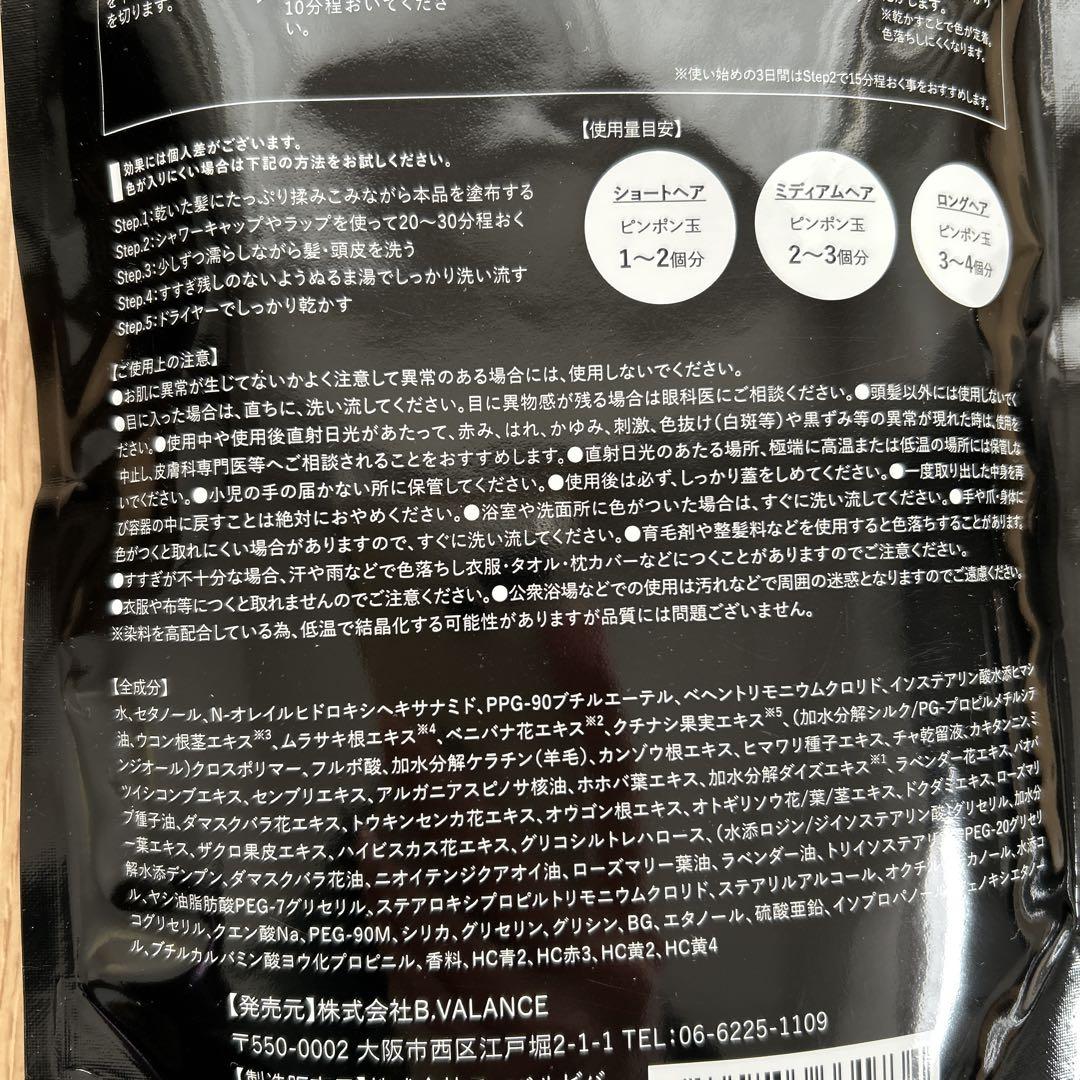 を切ります。
10分程度おいてくださ
い。
※乾かすことで色が定着。
色落ちしにくくなります。
※使い始めの3日間はStep2で15分程おく事をおすすめします。
効果には個人差がございます。
色が入りにくい場合は下記の方法をお試しください。
Step.1:乾いた髪にたっぷり揉みこみながら本品を塗布する
Step.2:シャワーキャップやラップを使って20〜30分程おく
Step.3:少しずつ濡らしながら髪・頭皮を洗う
Step.4:すすぎ残しのないようぬるま湯でしっかり洗い流す
Step.5:ドライヤーでしっかり乾かす
【使用量目安】
ショートヘア
ピンポン玉
1〜2個分
ミディアムヘア
ピンポン玉
2〜3個分
ロングヘア
ピンポン玉
3〜4個分
【ご使用上の注意】
●お肌に異常が生じてないかよく注意して異常のある場合には、使用しないでください。
●目に入った場合は、直ちに、洗い流してください。目に異物感が残る場合は眼科医にご相談ください。●頭髪以外には使用しないでく
ださい。●使用中や使用後直射日光があたって、赤み、はれ、かゆみ、刺激、色抜け(白斑等)や黒ずみ等の異常が現れた時は、使用を
中止し、皮膚科専門医等へご相談されることをおすすめします。●直射日光のあたる場所、極端に高温または低温の場所には保管しな
いでください。●小児の手の届かない所に保管してください。●使用後は必ず、しっかり蓋をしめてください。●一度取り出した中身を再
び容器の中に戻すことは絶対におやめください。●浴室や洗面所に色がついた場合は、すぐに洗い流してください。●手や爪・身体に
色がつくと取れにくい場合がありますので、すぐに洗い流してください。●育毛剤や整髪料などを使用すると色落ちすることがあります。
●すすぎが不十分な場合、汗や雨などで色落ちし衣服・タオル・枕カバーなどにつくことがありますのでご注意ください。
●衣服や布等につくと取れませんのでご注意ください。●公衆浴場などでの使用は汚れなどで周囲の迷惑となりますのでご遠慮ください。
※染料を高配合している為、低温で結晶化する可能性がありますが品質には問題ございません。
【全成分】
水、セタノール、N-オレイルヒドロキシヘキサナミド、PPG-90ブチルエーテル、ベヘントリモニウムクロリド、イソステアリン酸水添ヒマシ
油、ウコン根茎エキス※3、ムラサキ根エキス※4、ベニバナ花エキス※2、クチナシ果実エキス※5、(加水分解シルク/PG-プロピルメチルシラ
ンジオール)クロスポリマー、フルボ酸、加水分解ケラチン(羊毛)、カンゾウ根エキス、ヒマワリ種子エキス、チャ乾留液、カキタンニン、ミ
ツイシコンブエキス、センブリエキス、アルガニアスピノサ核油、ホホバ葉エキス、加水分解ダイズエキス※1、ラベンダー花エキス、バオバ
ブ種子油、ダマスクバラ花エキス、トウキンセンカ花エキス、オウゴン根エキス、オトギリソウ花/葉/茎エキス、ドクダミエキス、ローズマリ
ー葉エキス、ザクロ果皮エキス、ハイビスカス花エキス、グリコシルトレハロース、(水添ロジン/ジイソステアリン酸)グリセリル、加水分
解水添デンプン、ダマスクバラ花油、ニオイテンジクアオイ油、ローズマリー葉油、ラベンダー油、トリイソステアリン酸PEG-20グリセリ
ル、ヤシ油脂肪酸PEG-7グリセリル、ステアロキシプロピルトリモニウムクロリド、ステアリルアルコール、オクチルドデカノール、水添コ
コグリセリル、クエン酸Na、PEG-90M、シリカ、グリセリン、グリシン、BG、エタノール、硫酸亜鉛、イソプロパノール、フェノキシエタノー
ル、ブチルカルバミン酸ヨウ化プロピニル、香料、HC青2、HC赤3、HC黄2、HC黄4
【発売元】株式会社B.VALANCE
〒550-0002 大阪市西区江戸堀2-1-1 TEL:06-6225-1109